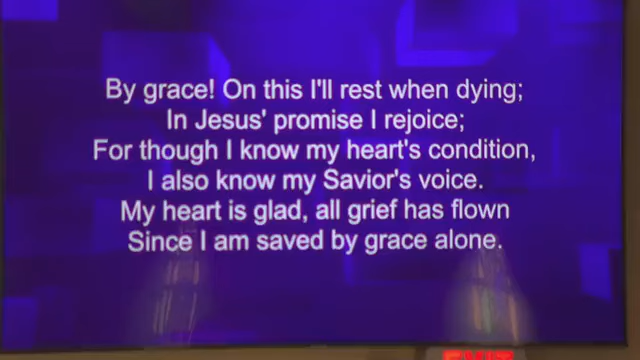 By grace! On this I'll rest when dying;
In Jesus' promise I rejoice;
For though I know my heart's condition,
I also know my Savior's voice.
My heart is glad, all grief has flown
Since I am saved by grace alone.
EXIT